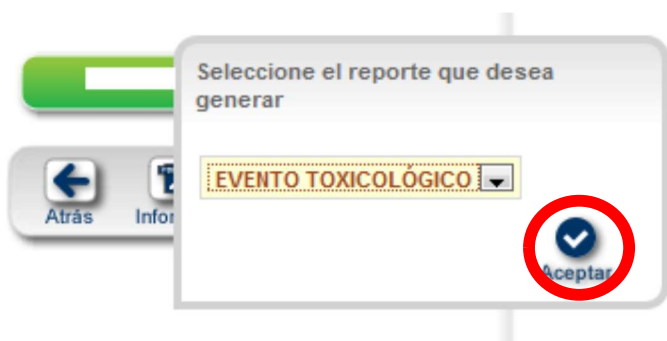 Seleccione el reporte que desea
generar
EVENTO TOXICOLÓGICO
Atrás
Aceptar